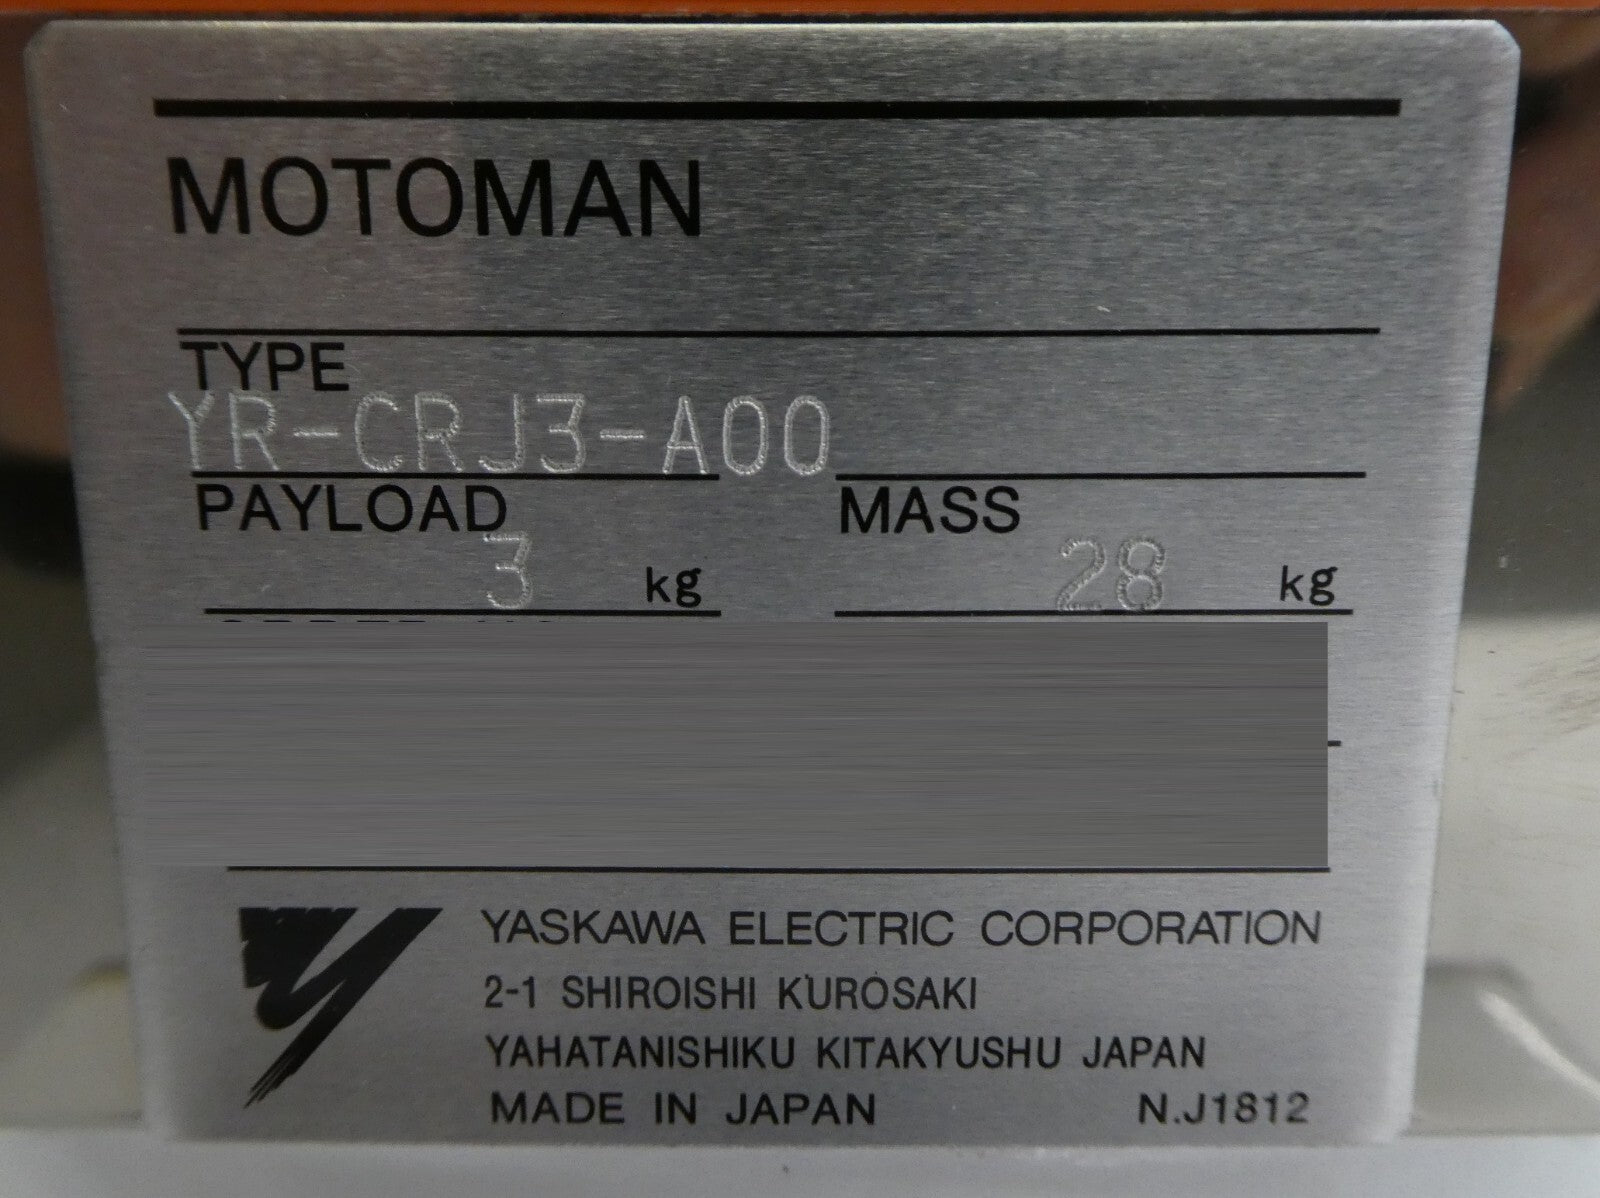 MOTOMAN
TYPE
YR-CRJ3-A00
PAYLOAD MASS
3 kg 28 kg
YASKAWA ELECTRIC CORPORATION
2-1 SHIROISHI KUROSAKI
YAHATANISHIKU KITAKYUSHU JAPAN
MADE IN JAPAN N.J1812